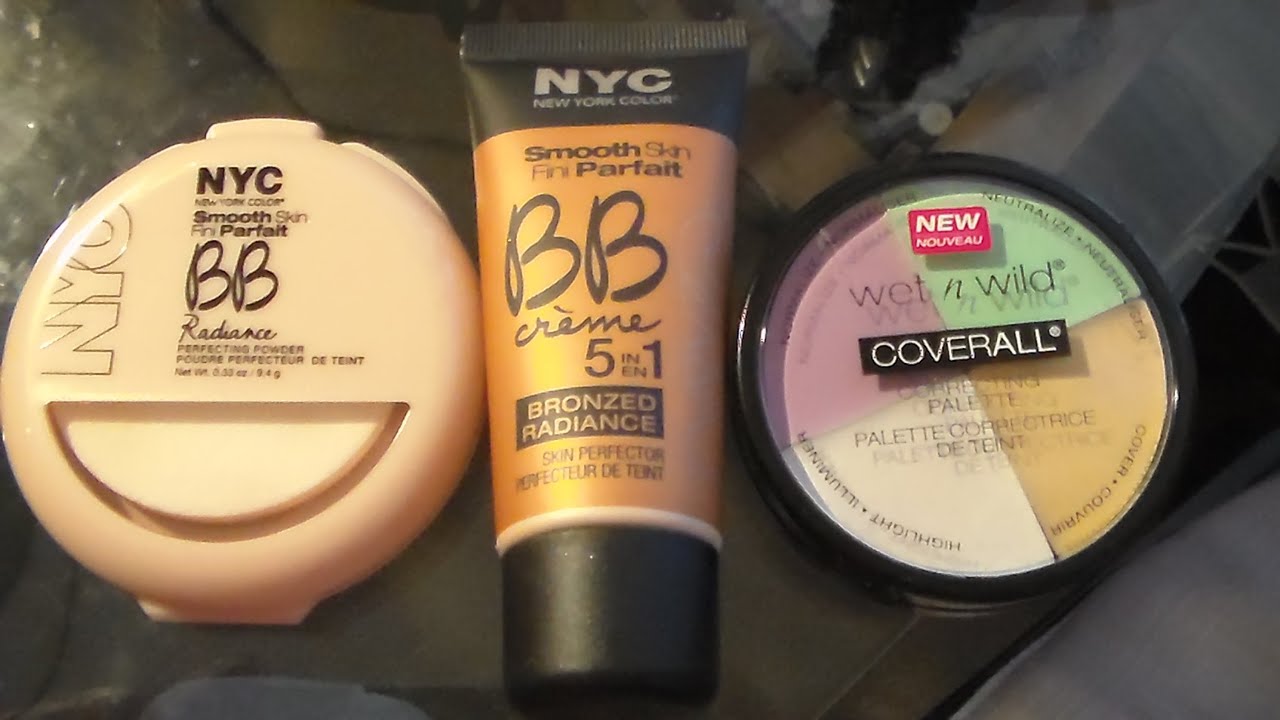 NYC
NEW YORK COLOR®
Smooth Skin
Fini Parfait
BB
Radiance
PERFECTING POWDER
POUDRE PERFECTEUR DE TEINT
Net Wt. 0.33 oz. / 9.4 g
NYC
NYC
NEW YORK COLOR®
Smooth Skin
Fini Parfait
BB
crème
5 IN EN 1
BRONZED
RADIANCE
SKIN PERFECTOR
PERFECTEUR DE TEINT
NEW
NOUVEAU
wet n wild®
COVERALL®
CORRECTING
PALETTE
PALETTE CORRECTRICE
DE TEINT
NEUTRALIZE • NEUTRALISER
COVER • COUVRIR
HIGHLIGHT • ILLUMINER